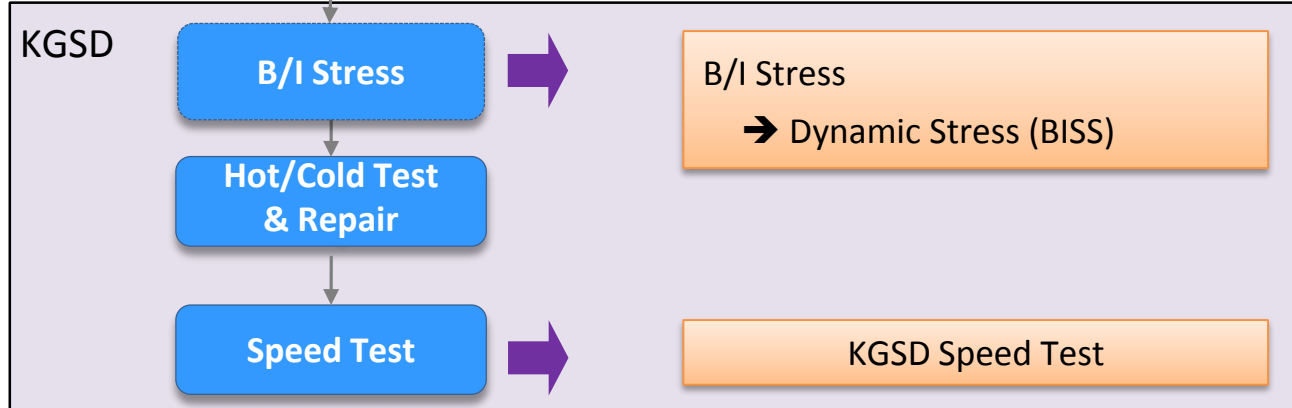 KGSD
B/I Stress
B/I Stress
➔ Dynamic Stress (BISS)
Hot/Cold Test
& Repair
Speed Test
KGSD Speed Test